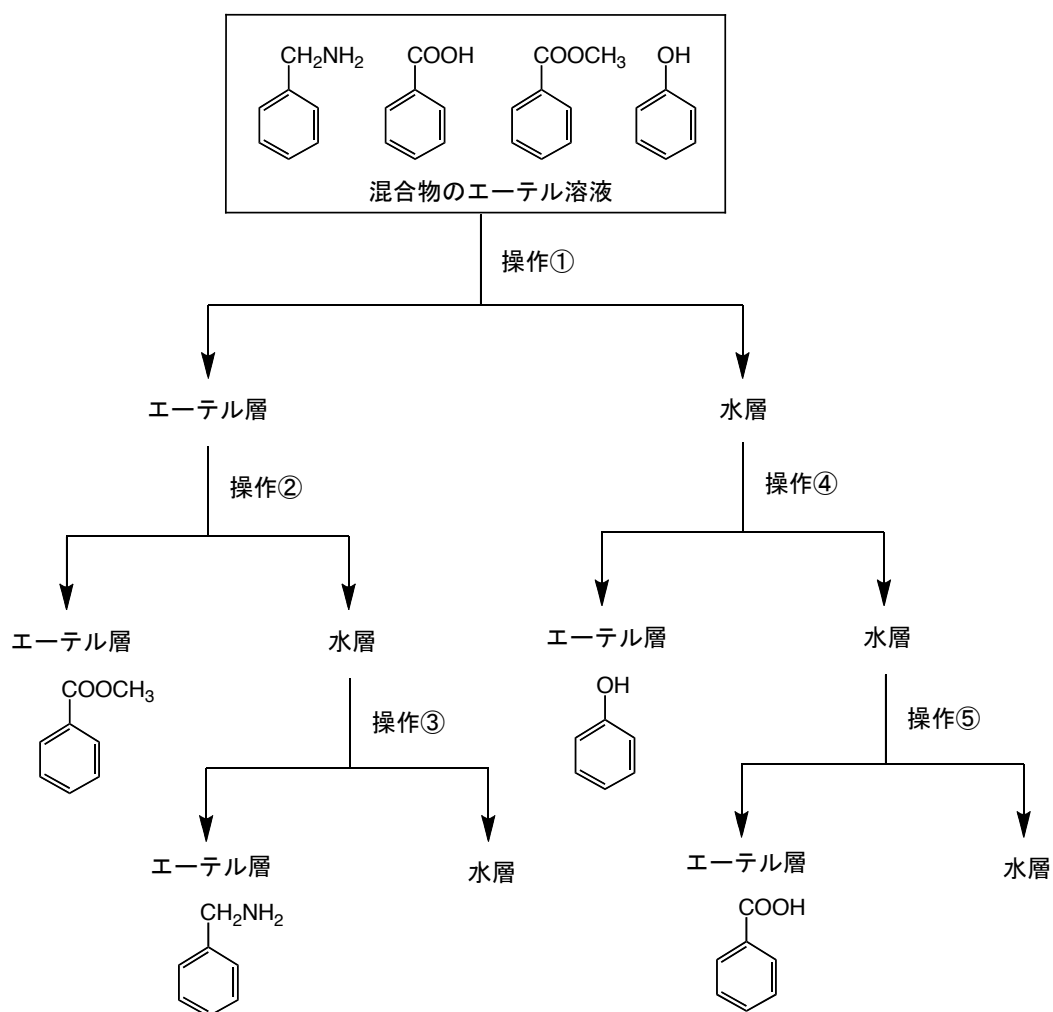 CH2NH2 COOH COOCH3 OH
混合物のエーテル溶液
操作①
エーテル層 水層
操作② 操作④
エーテル層 水層 エーテル層 水層
COOCH3 OH
操作③ 操作⑤
エーテル層 水層 エーテル層 水層
CH2NH2 COOH